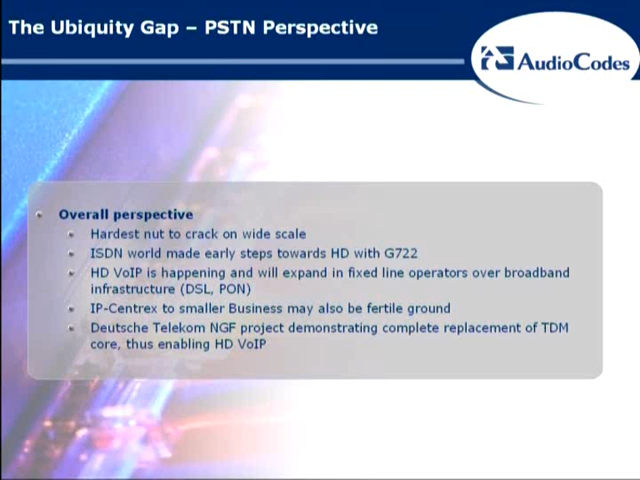 The Ubiquity Gap – PSTN Perspective
AudioCodes
Overall perspective
Hardest nut to crack on wide scale
ISDN world made early steps towards HD with G722
HD VoIP is happening and will expand in fixed line operators over broadband
infrastructure (DSL, PON)
IP-Centrex to smaller Business may also be fertile ground
Deutsche Telekom NGF project demonstrating complete replacement of TDM
core, thus enabling HD VoIP